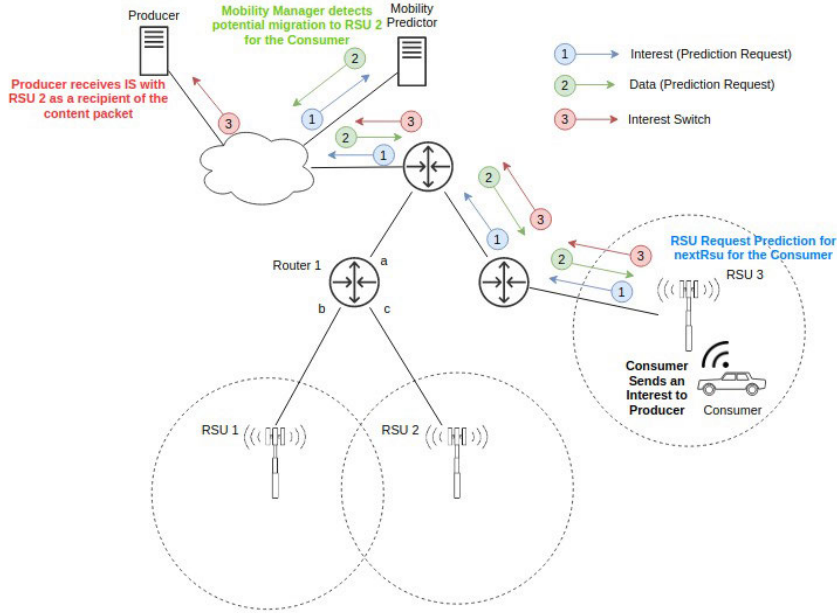 Producer
Mobility Manager detects
potential migration to RSU 2
for the Consumer
Mobility
Predictor
Producer receives IS with
RSU 2 as a recipient of the
content packet
1
Interest (Prediction Request)
2
Data (Prediction Request)
3
Interest Switch
2
1
3
3
2
1
2
3
1
RSU Request Prediction for
nextRsu for the Consumer
3
2
1
RSU 3
Router 1
a
b
c
Consumer
Sends an
Interest to
Producer
Consumer
RSU 1
RSU 2